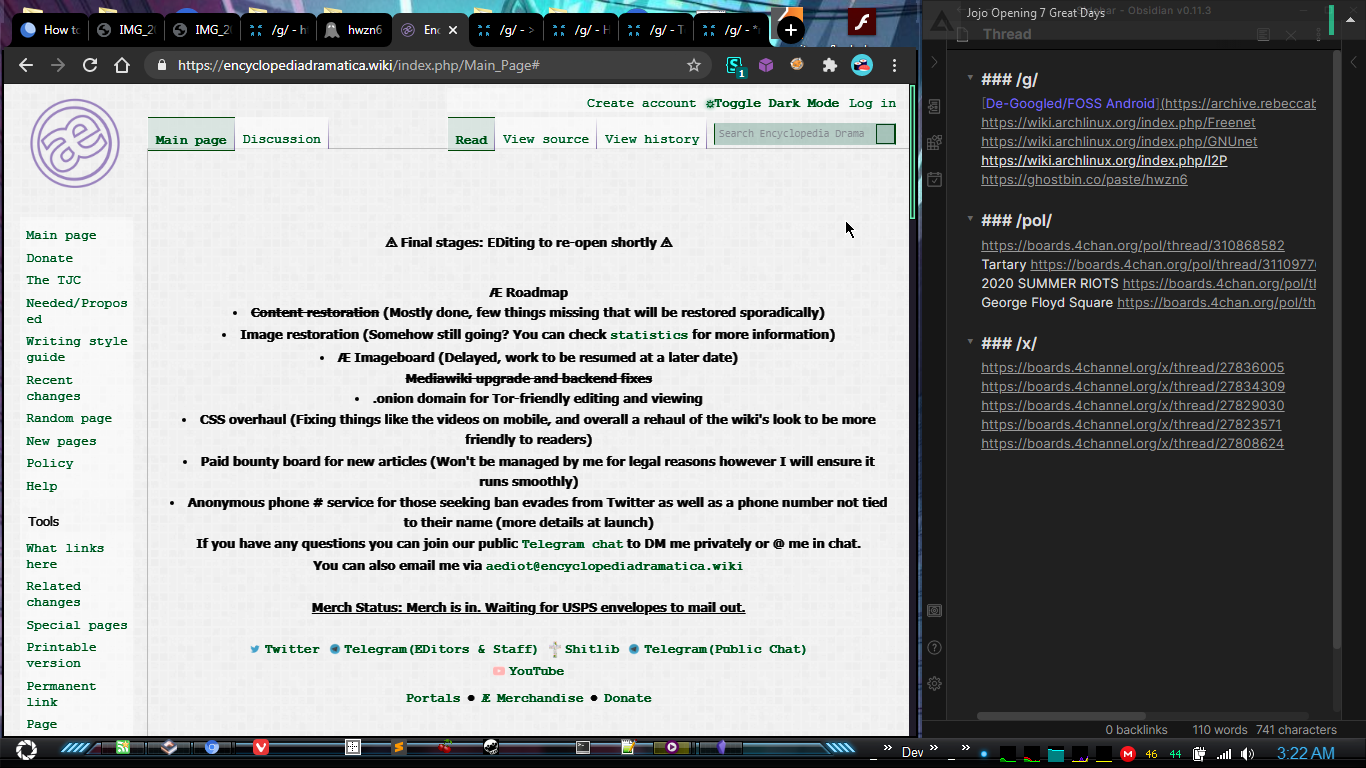 How to
IMG_20
IMG_20
/g/ - h
hwzn6
Enc
/g/ - >
/g/ - H
/g/ - T
/g/ - *
https://encyclopediadramatica.wiki/index.php/Main_Page#
1
Create account
Toggle Dark Mode
Log in
Main page
Discussion
Read
View source
View history
Search Encyclopedia Drama
Main page
Donate
The TJC
Needed/Propos
ed
Writing style
guide
Recent
changes
Random page
New pages
Policy
Help
Tools
What links
here
Related
changes
Special pages
Printable
version
Permanent
link
Page
⚠ Final stages: EDiting to re-open shortly ⚠
Æ Roadmap
• Content restoration (Mostly done, few things missing that will be restored sporadically)
• Image restoration (Somehow still going? You can check statistics for more information)
• Æ Imageboard (Delayed, work to be resumed at a later date)
Mediawiki upgrade and backend fixes
• .onion domain for Tor-friendly editing and viewing
• CSS overhaul (Fixing things like the videos on mobile, and overall a rehaul of the wiki's look to be more
friendly to readers)
• Paid bounty board for new articles (Won't be managed by me for legal reasons however I will ensure it
runs smoothly)
• Anonymous phone # service for those seeking ban evades from Twitter as well as a phone number not tied
to their name (more details at launch)
If you have any questions you can join our public Telegram chat to DM me privately or @ me in chat.
You can also email me via aediot@encyclopediadramatica.wiki
Merch Status: Merch is in. Waiting for USPS envelopes to mail out.
Twitter Telegram(EDitors & Staff) Shitlib Telegram(Public Chat)
YouTube
Portals ● Æ Merchandise ● Donate
Jojo Opening 7 Great Days
- Obsidian v0.11.3
Thread
### /g/
[De-Googled/FOSS Android](https://archive.rebeccab
https://wiki.archlinux.org/index.php/Freenet
https://wiki.archlinux.org/index.php/GNUnet
https://wiki.archlinux.org/index.php/I2P
https://ghostbin.co/paste/hwzn6
### /pol/
https://boards.4chan.org/pol/thread/310868582
Tartary https://boards.4chan.org/pol/thread/3110977
2020 SUMMER RIOTS https://boards.4chan.org/pol/tl
George Floyd Square https://boards.4chan.org/pol/th
### /x/
https://boards.4channel.org/x/thread/27836005
https://boards.4channel.org/x/thread/27834309
https://boards.4channel.org/x/thread/27829030
https://boards.4channel.org/x/thread/27823571
https://boards.4channel.org/x/thread/27808624
0 backlinks 110 words 741 characters
Dev
46
44
3:22 AM